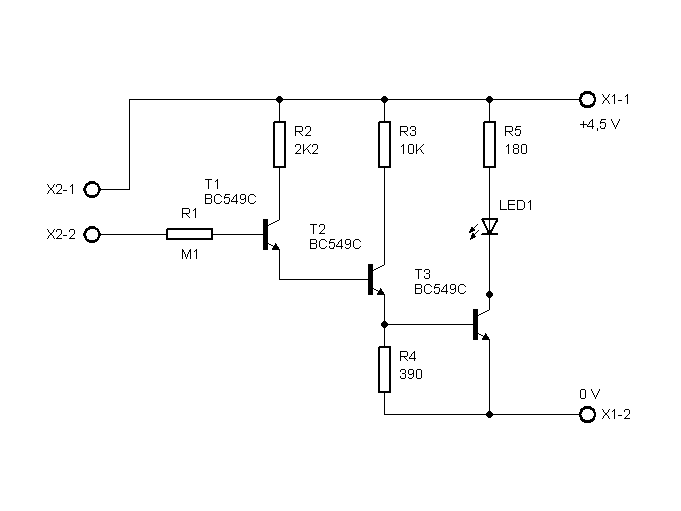 X1-1
+4,5 V
R2
2K2
R3
10K
R5
180
X2-1
T1
BC549C
LED1
R1
X2-2
M1
T2
BC549C
T3
BC549C
R4
390
0 V
X1-2